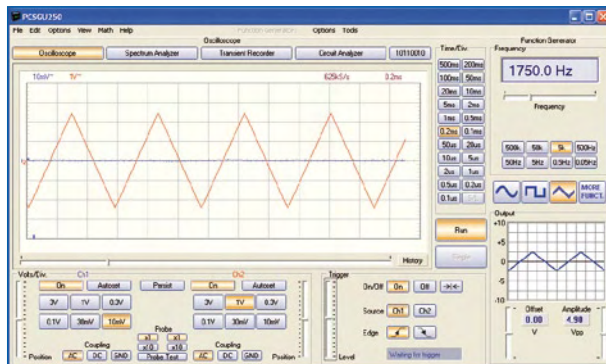 PCSGU250
File Edit Options View Math Help Function Generator Options Tools
Oscilloscope
Oscilloscope Spectrum Analyzer Transient Recorder Circuit Analyzer 10110010
10mV~ 1V~ 625kS/s 0.2ms
History
Time/Div.
500ms 200ms
100ms 50ms
20ms 10ms
5ms 2ms
1ms 0.5ms
0.2ms 0.1ms
50us 20us
10us 5us
2us 1us
0.5us 0.2us
0.1us
Run
Single
Function Generator
Frequency
1750.0 Hz
Frequency
500k 50k 5k 500Hz
50Hz 5Hz 0.5Hz 0.05Hz
MORE FUNCT.
Output
+10
+5
0
-5
-10
Offset Amplitude
0.00 4.98
V Vpp
Volts/Div. Ch1 Ch2
On Autoset Persist On Autoset
3V 1V 0.3V 3V 1V 0.3V
0.1V 30mV 10mV 0.1V 30mV 10mV
Probe
x1 x1
x10 x10
Coupling Coupling
Position AC DC GND Probe Test AC DC GND Position
Trigger
On/Off On Off
Source Ch1 Ch2
Edge
Level Waiting for trigger